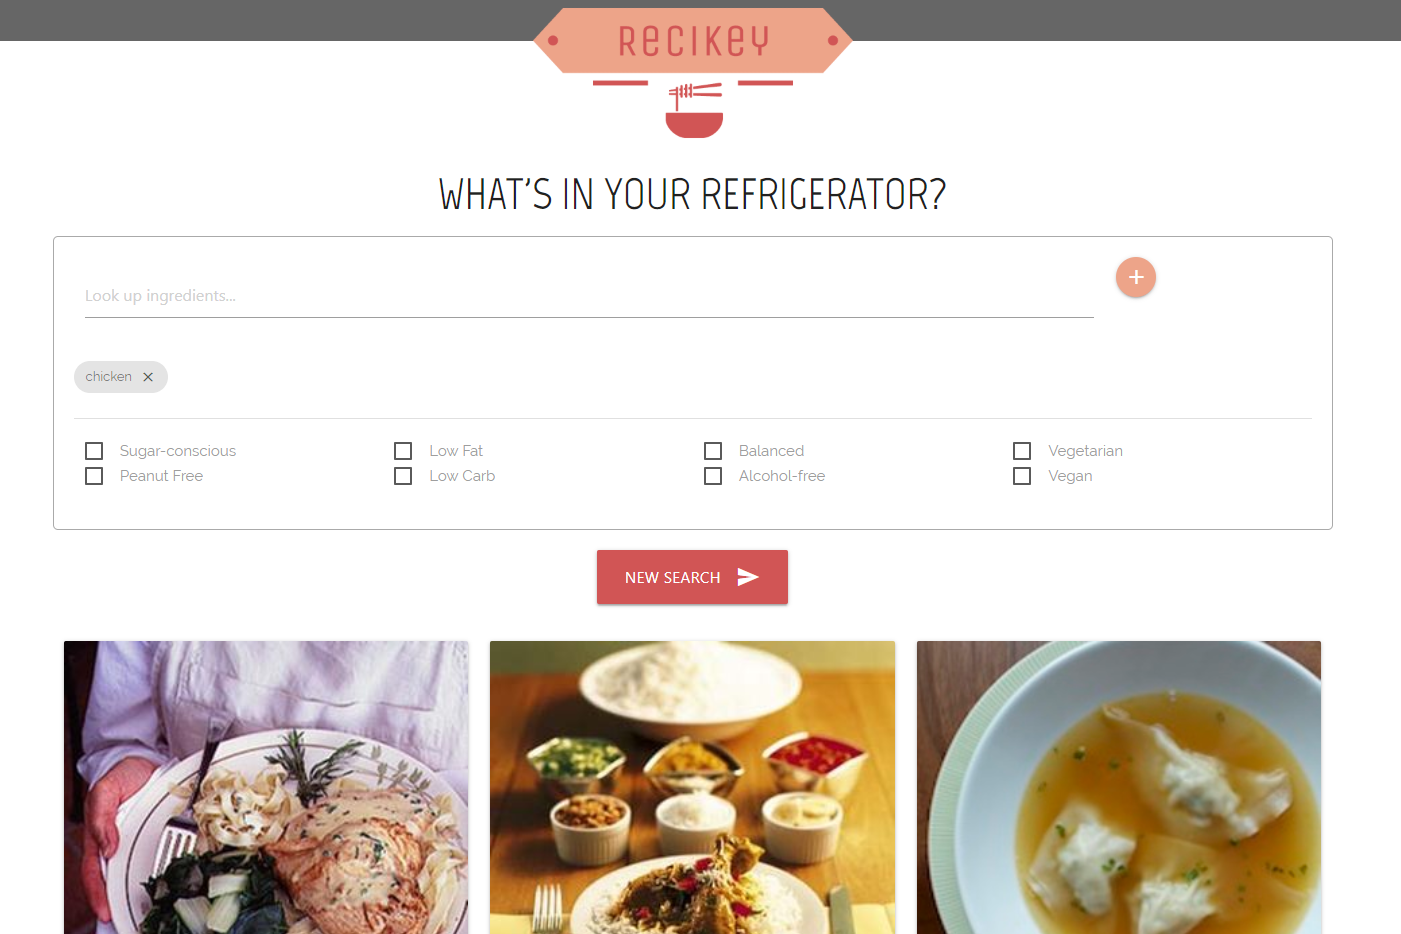 RECIKEY
WHAT'S IN YOUR REFRIGERATOR?
Look up ingredients...
chicken
Sugar-conscious Low Fat Balanced Vegetarian
Peanut Free Low Carb Alcohol-free Vegan
NEW SEARCH